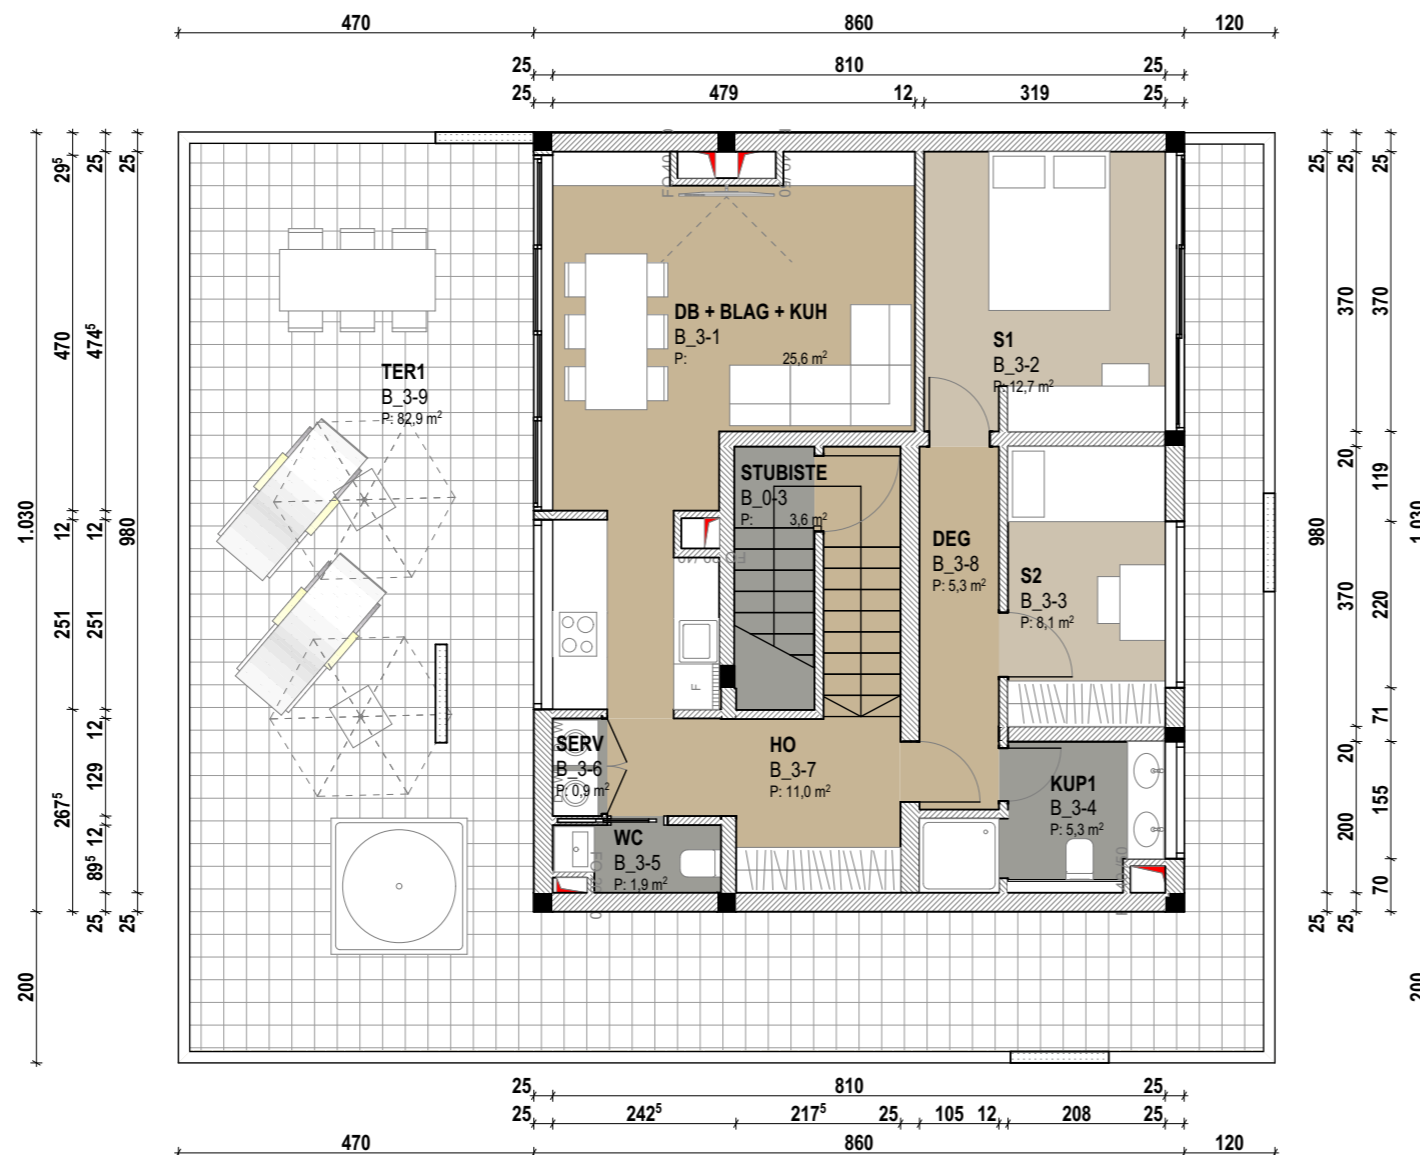 470 860 120
25 810 25
25 479 12 319 25
DB + BLAG + KUH
B_3-1
P: 25,6 m²
S1
B_3-2
P: 12,7 m²
TER1
B_3-9
P: 82,9 m²
STUBISTE
B_0-3
P: 3,6 m²
DEG
B_3-8
P: 5,3 m²
S2
B_3-3
P: 8,1 m²
F
SERV
B_3-6
P: 0,9 m²
HO
B_3-7
P: 11,0 m²
KUP1
B_3-4
P: 5,3 m²
WC
B_3-5
P: 1,9 m²
1.030
200
29⁵
470
12
251
12
267⁵
25
474⁵
12
251
12
129
12
89⁵
25
25
980
25
25
980
25
25
370
20
370
20
200
25
25
370
119
220
71
155
70
1.030
200
25 810 25
25 242⁵ 217⁵ 25 105 12 208 25
470 860 120